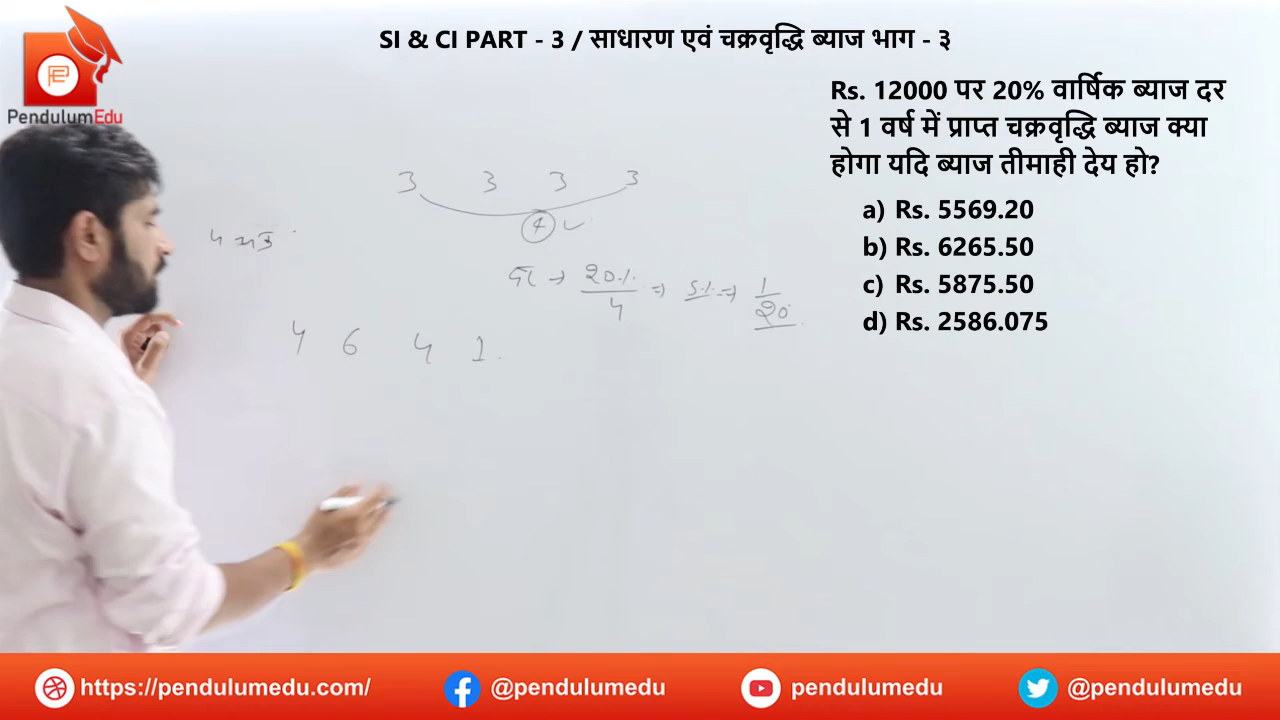 SI & CI PART - 3 / साधारण एवं चक्रवृद्धि ब्याज भाग - ३
PendulumEdu
Rs. 12000 पर 20% वार्षिक ब्याज दर
से 1 वर्ष में प्राप्त चक्रवृद्धि ब्याज क्या
होगा यदि ब्याज तीमाही देय हो?
a) Rs. 5569.20
b) Rs. 6265.50
c) Rs. 5875.50
d) Rs. 2586.075
3 3 3 3
4
दर → 20% / 4 ⇒ 5% ⇒ 1 / 20
4 6 4 1
https://pendulumedu.com/ @pendulumedu pendulumedu @pendulumedu